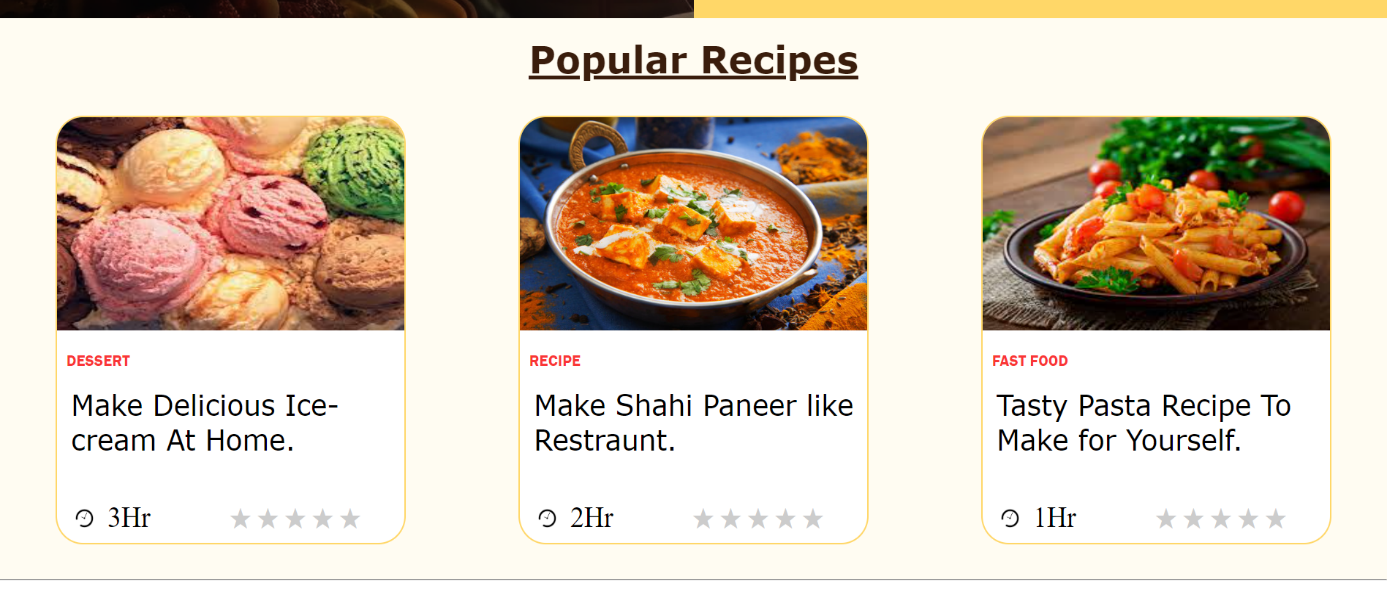 Popular Recipes
DESSERT
Make Delicious Ice-
cream At Home.
3Hr
RECIPE
Make Shahi Paneer like
Restraunt.
2Hr
FAST FOOD
Tasty Pasta Recipe To
Make for Yourself.
1Hr